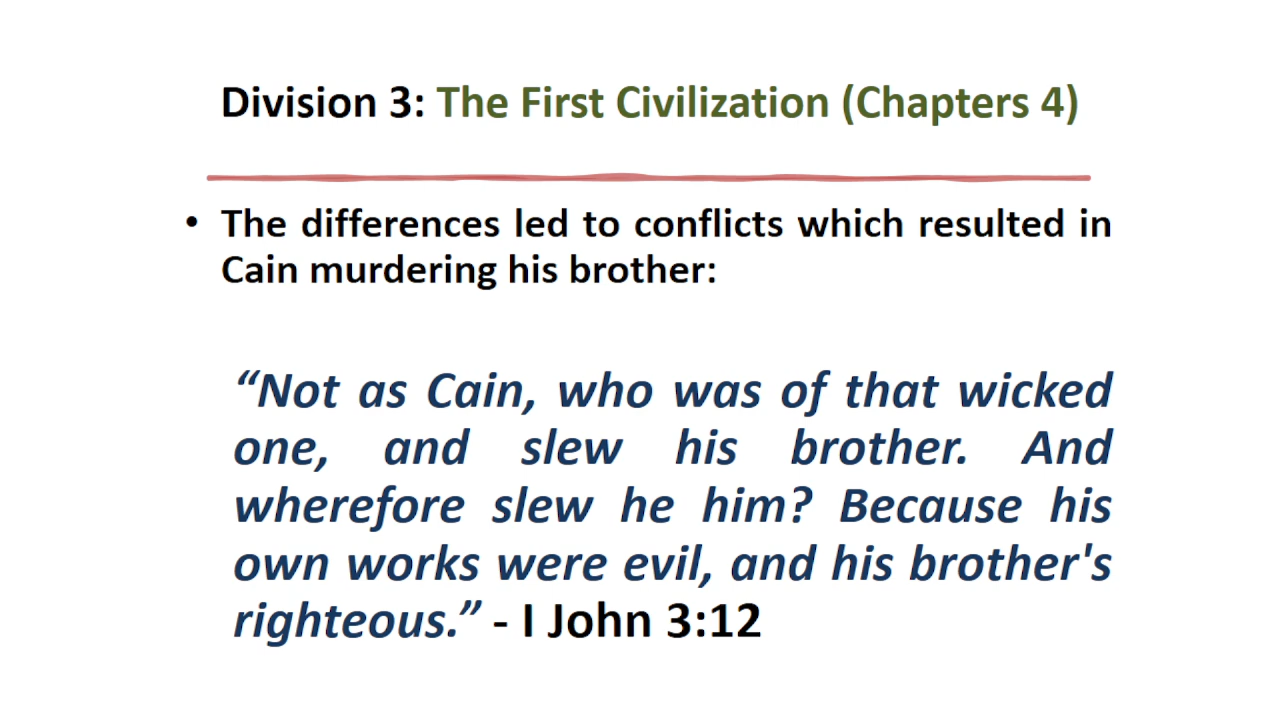 Division 3: The First Civilization (Chapters 4)
• The differences led to conflicts which resulted in
Cain murdering his brother:
“Not as Cain, who was of that wicked
one, and slew his brother. And
wherefore slew he him? Because his
own works were evil, and his brother's
righteous.” - I John 3:12